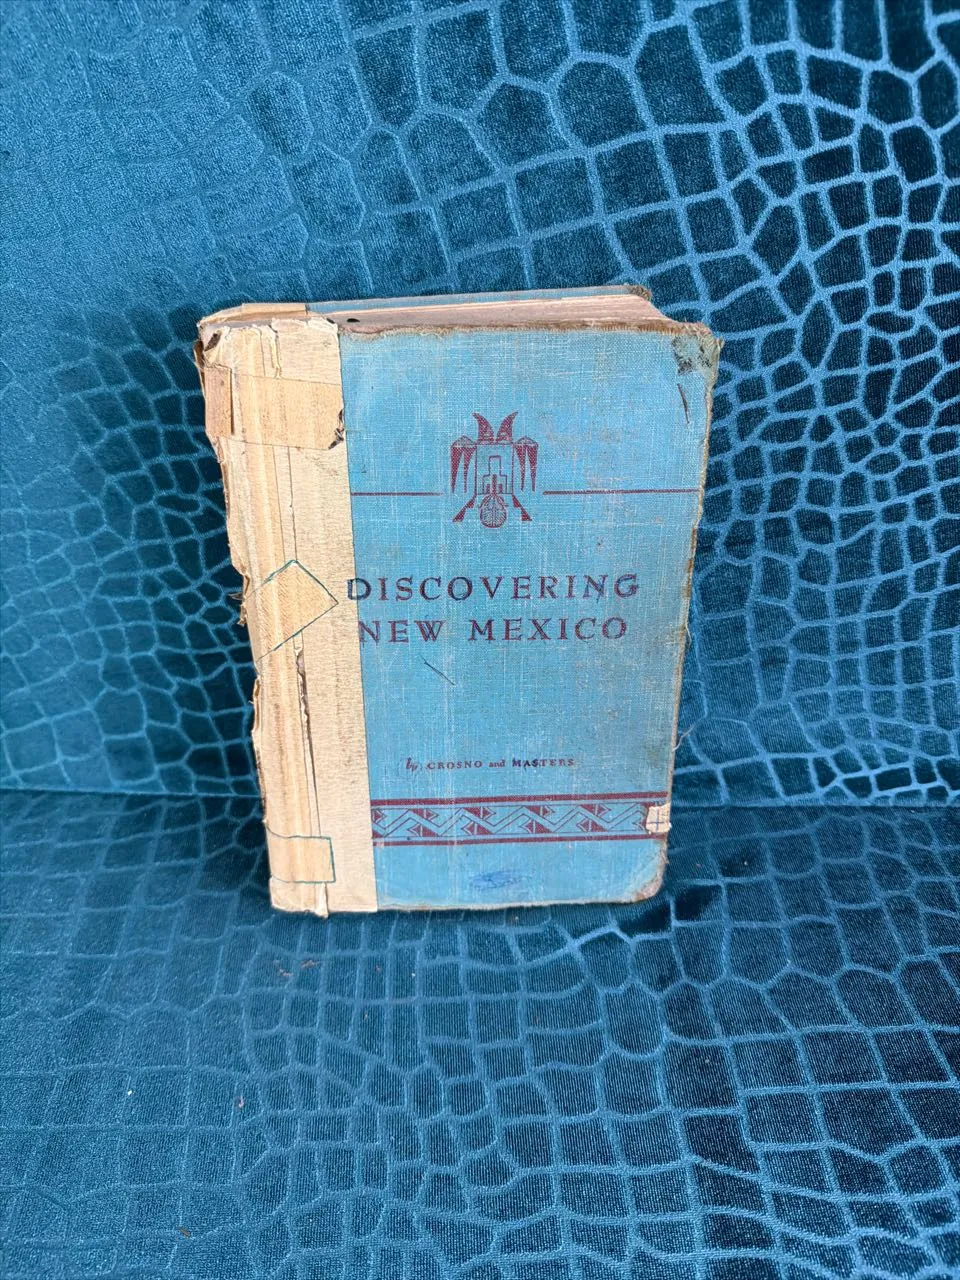 DISCOVERING
NEW MEXICO
by CROSNO and MASTERS